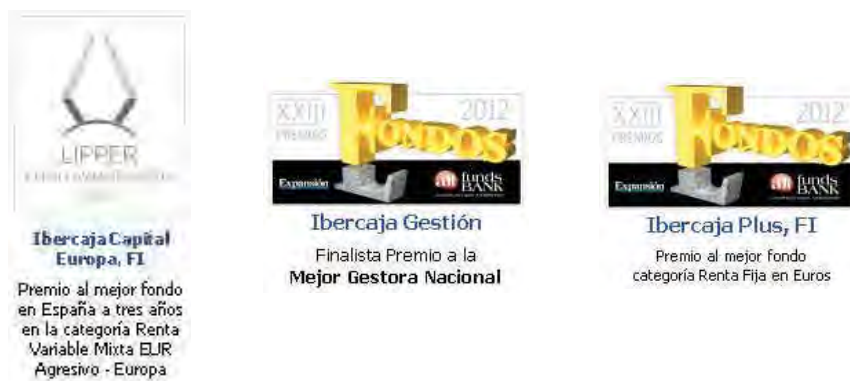 LIPPER
Ibercaja Capital
Europa, FI
Premio al mejor fondo
en España a tres años
en la categoría Renta
Variable Mixta EUR
Agresivo - Europa
XXIII
PREMIOS
2012
FONDOS
Expansión
all funds
BANK
Ibercaja Gestión
Finalista Premio a la
Mejor Gestora Nacional
XXIII
PREMIOS
2012
FONDOS
Expansión
all funds
BANK
Ibercaja Plus, FI
Premio al mejor fondo
categoría Renta Fija en Euros